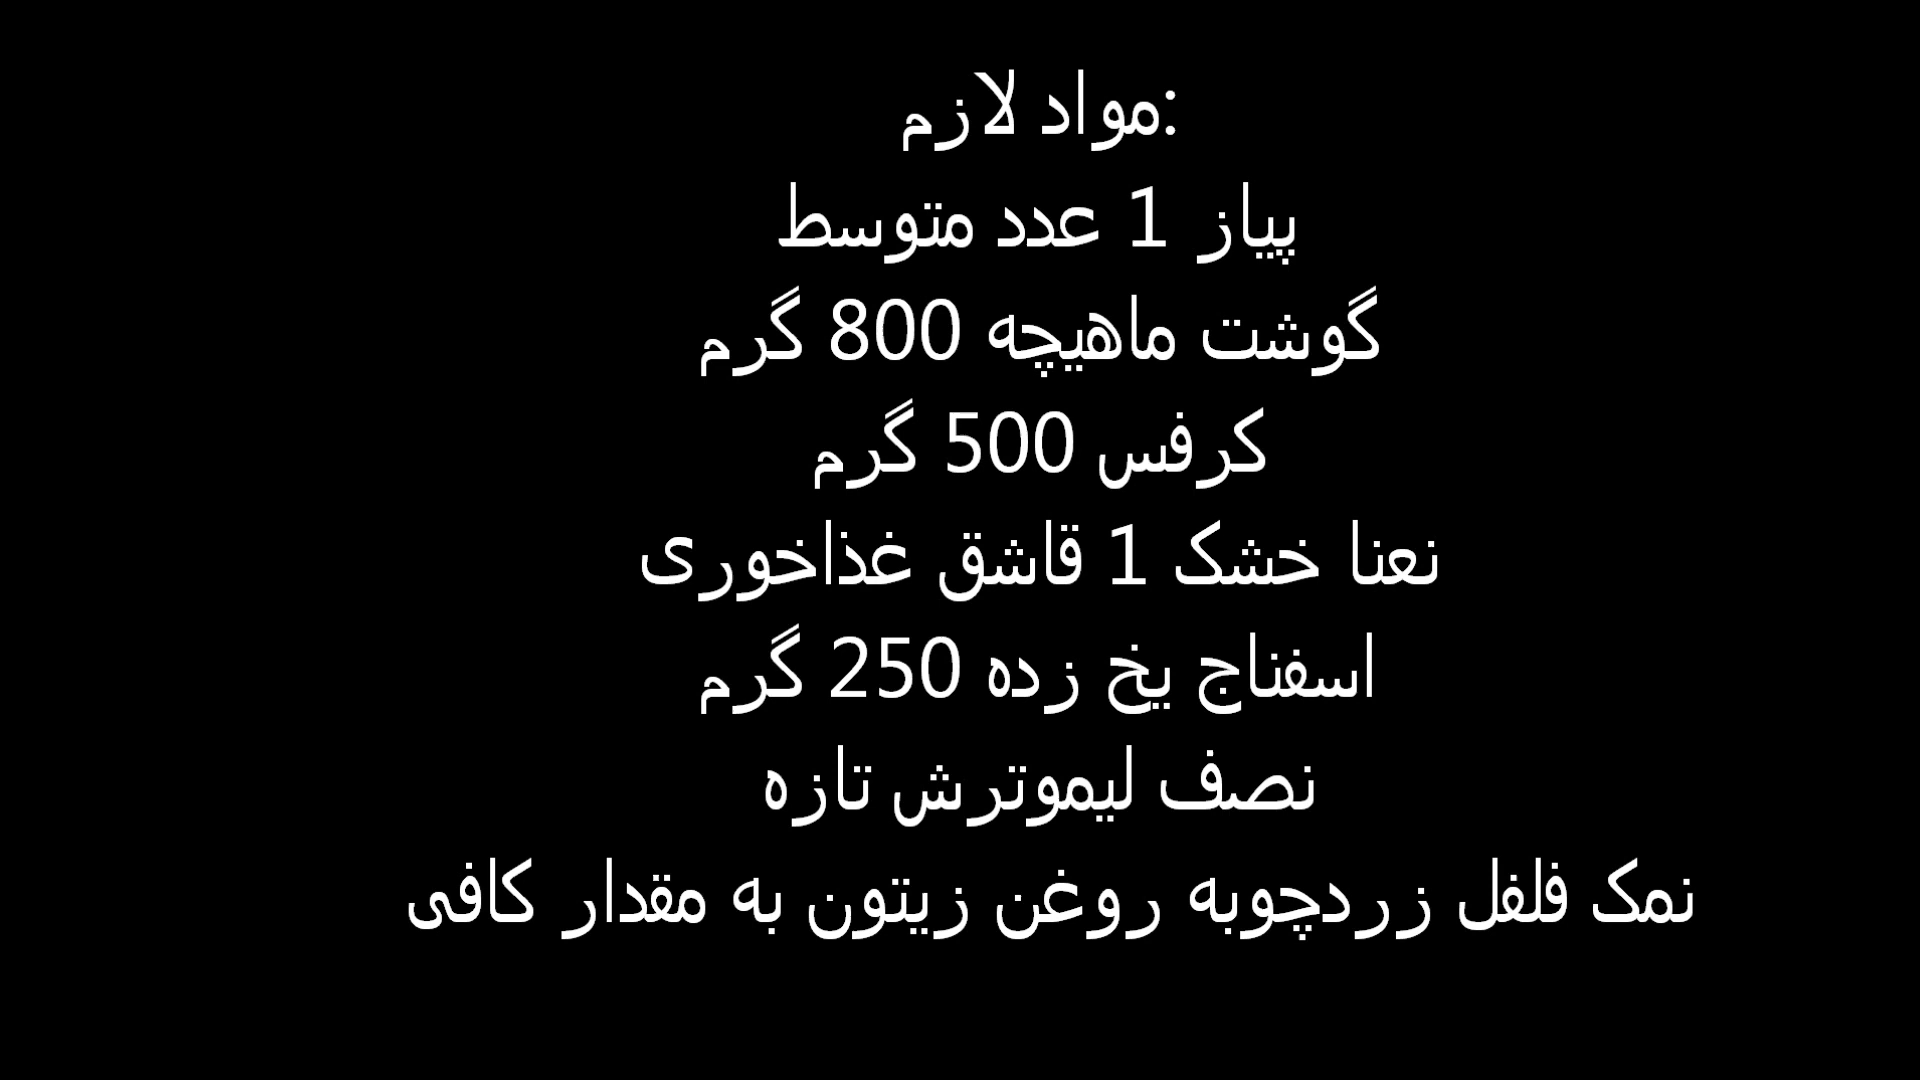 مواد لازم:
پیاز 1 عدد متوسط
گوشت ماهیچه 800 گرم
کرفس 500 گرم
نعنا خشک 1 قاشق غذاخوری
اسفناج یخ زده 250 گرم
نصف لیموترش تازه
نمک فلفل زردچوبه روغن زیتون به مقدار کافی